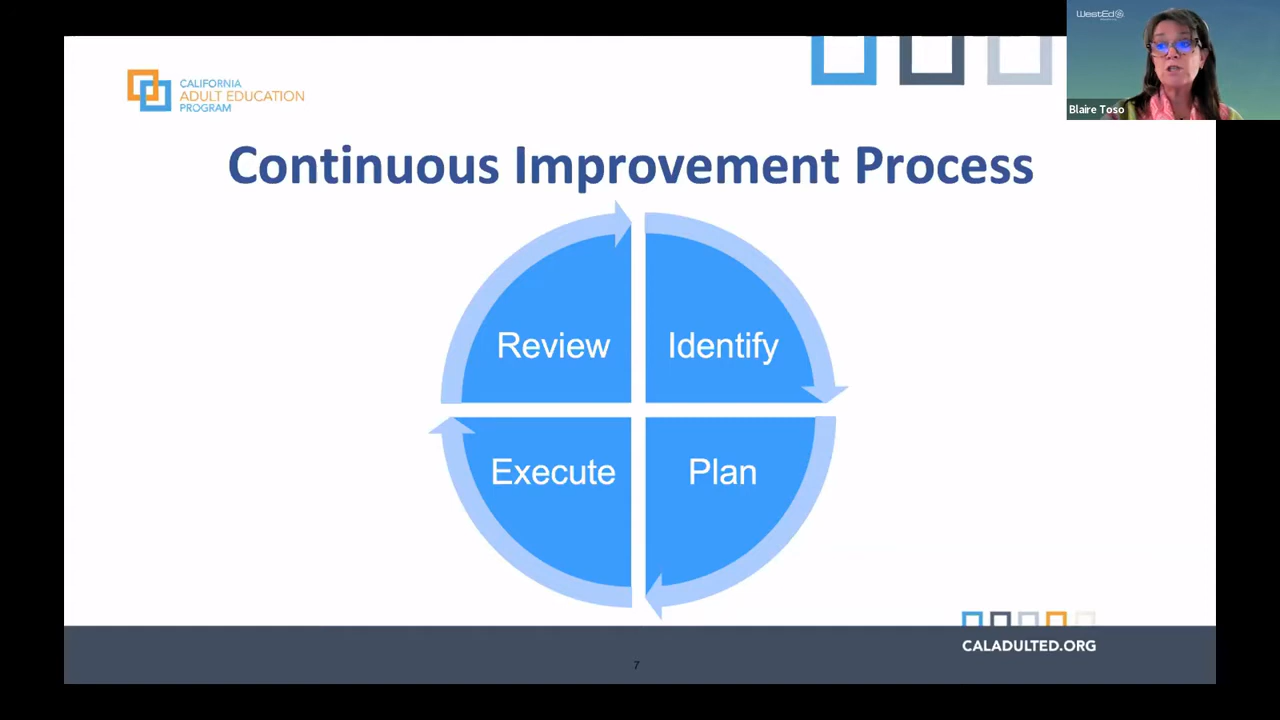 WestEd
Blaire Toso
CALIFORNIA
ADULT EDUCATION
PROGRAM
Continuous Improvement Process
Review
Identify
Execute
Plan
CALADULTED.ORG
7